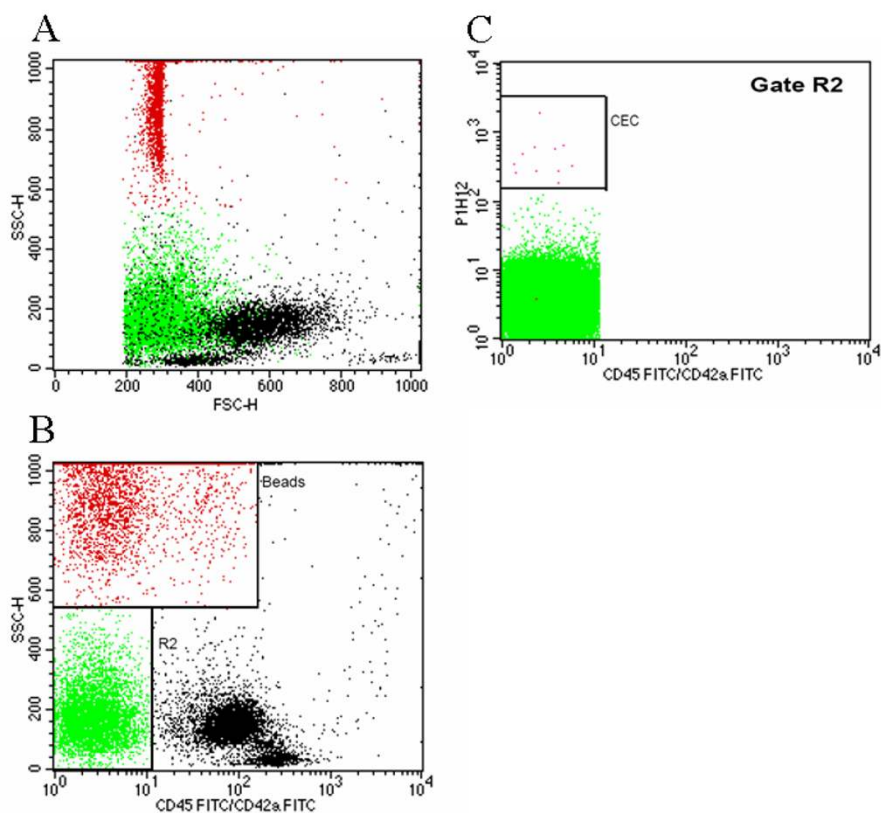 A
1000
800
600
400
200
0
SSC-H
0 200 400 600 800 1000
FSC-H
C
10^4
10^3
10^2
10^1
10^0
P1H12
Gate R2
CEC
10^0 10^1 10^2 10^3 10^4
CD45 FITC/CD42a FITC
B
1000
800
600
400
200
0
SSC-H
Beads
R2
10^0 10^1 10^2 10^3 10^4
CD45 FITC/CD42a FITC